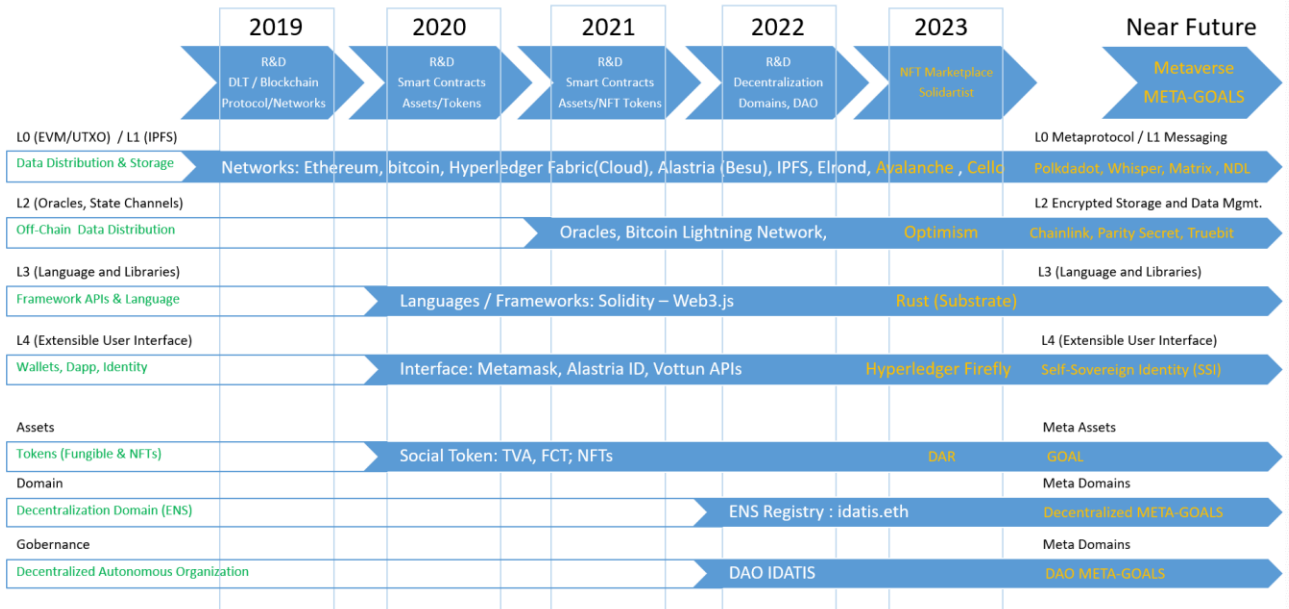 2019
2020
2021
2022
2023
Near Future
R&D
DLT / Blockchain
Protocol/Networks
R&D
Smart Contracts
Assets/Tokens
R&D
Smart Contracts
Assets/NFT Tokens
R&D
Decentralization
Domains, DAO
NFT Marketplace
Solidartist
Metaverse
META-GOALS
L0 (EVM/UTXO) / L1 (IPFS)
L0 Metaprotocol / L1 Messaging
Data Distribution & Storage
Networks: Ethereum, bitcoin, Hyperledger Fabric(Cloud), Alastria (Besu), IPFS, Elrond, Avalanche , Cello
Polkdadot, Whisper, Matrix , NDL
L2 (Oracles, State Channels)
L2 Encrypted Storage and Data Mgmt.
Off-Chain Data Distribution
Oracles, Bitcoin Lightning Network,
Optimism
Chainlink, Parity Secret, Truebit
L3 (Language and Libraries)
L3 (Language and Libraries)
Framework APIs & Language
Languages / Frameworks: Solidity – Web3.js
Rust (Substrate)
L4 (Extensible User Interface)
L4 (Extensible User Interface)
Wallets, Dapp, Identity
Interface: Metamask, Alastria ID, Vottun APIs
Hyperledger Firefly
Self-Sovereign Identity (SSI)
Assets
Meta Assets
Tokens (Fungible & NFTs)
Social Token: TVA, FCT; NFTs
DAR
GOAL
Domain
Meta Domains
Decentralization Domain (ENS)
ENS Registry : idatis.eth
Decentralized META-GOALS
Gobernance
Meta Domains
Decentralized Autonomous Organization
DAO IDATIS
DAO META-GOALS